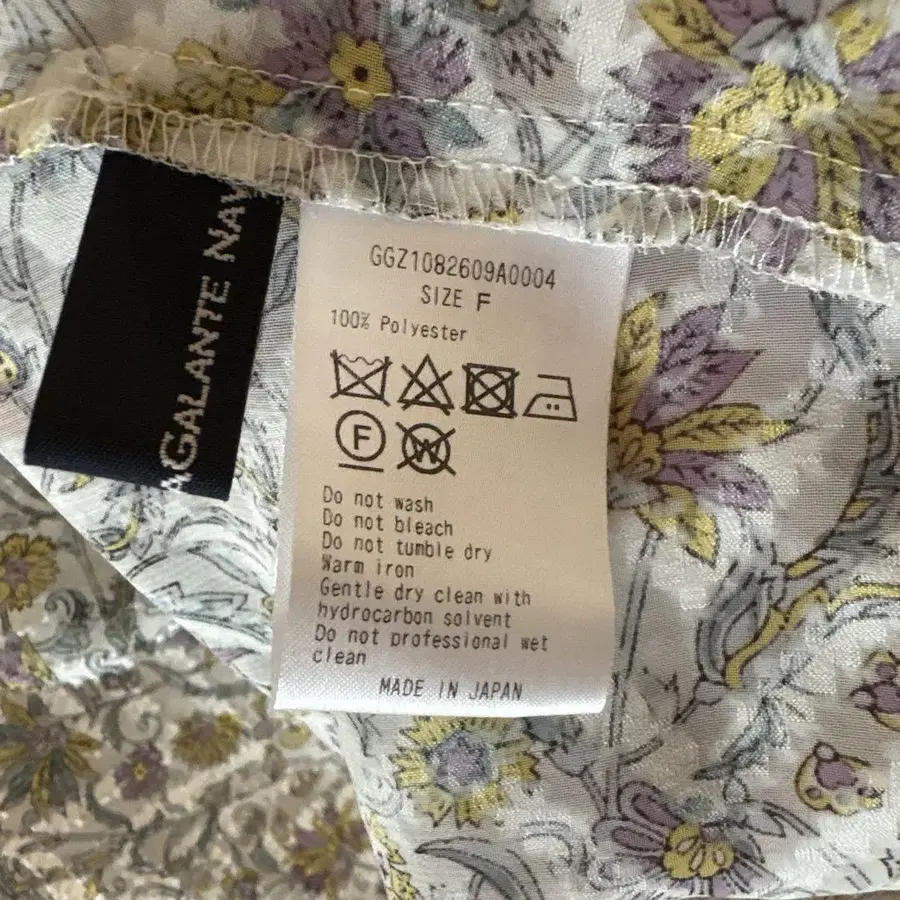 GALANTE
GGZ1082609A0004
SIZE F
100% Polyester
F
W
Do not wash
Do not bleach
Do not tumble dry
Warm iron
Gentle dry clean with
hydrocarbon solvent
Do not professional wet
clean
MADE IN JAPAN